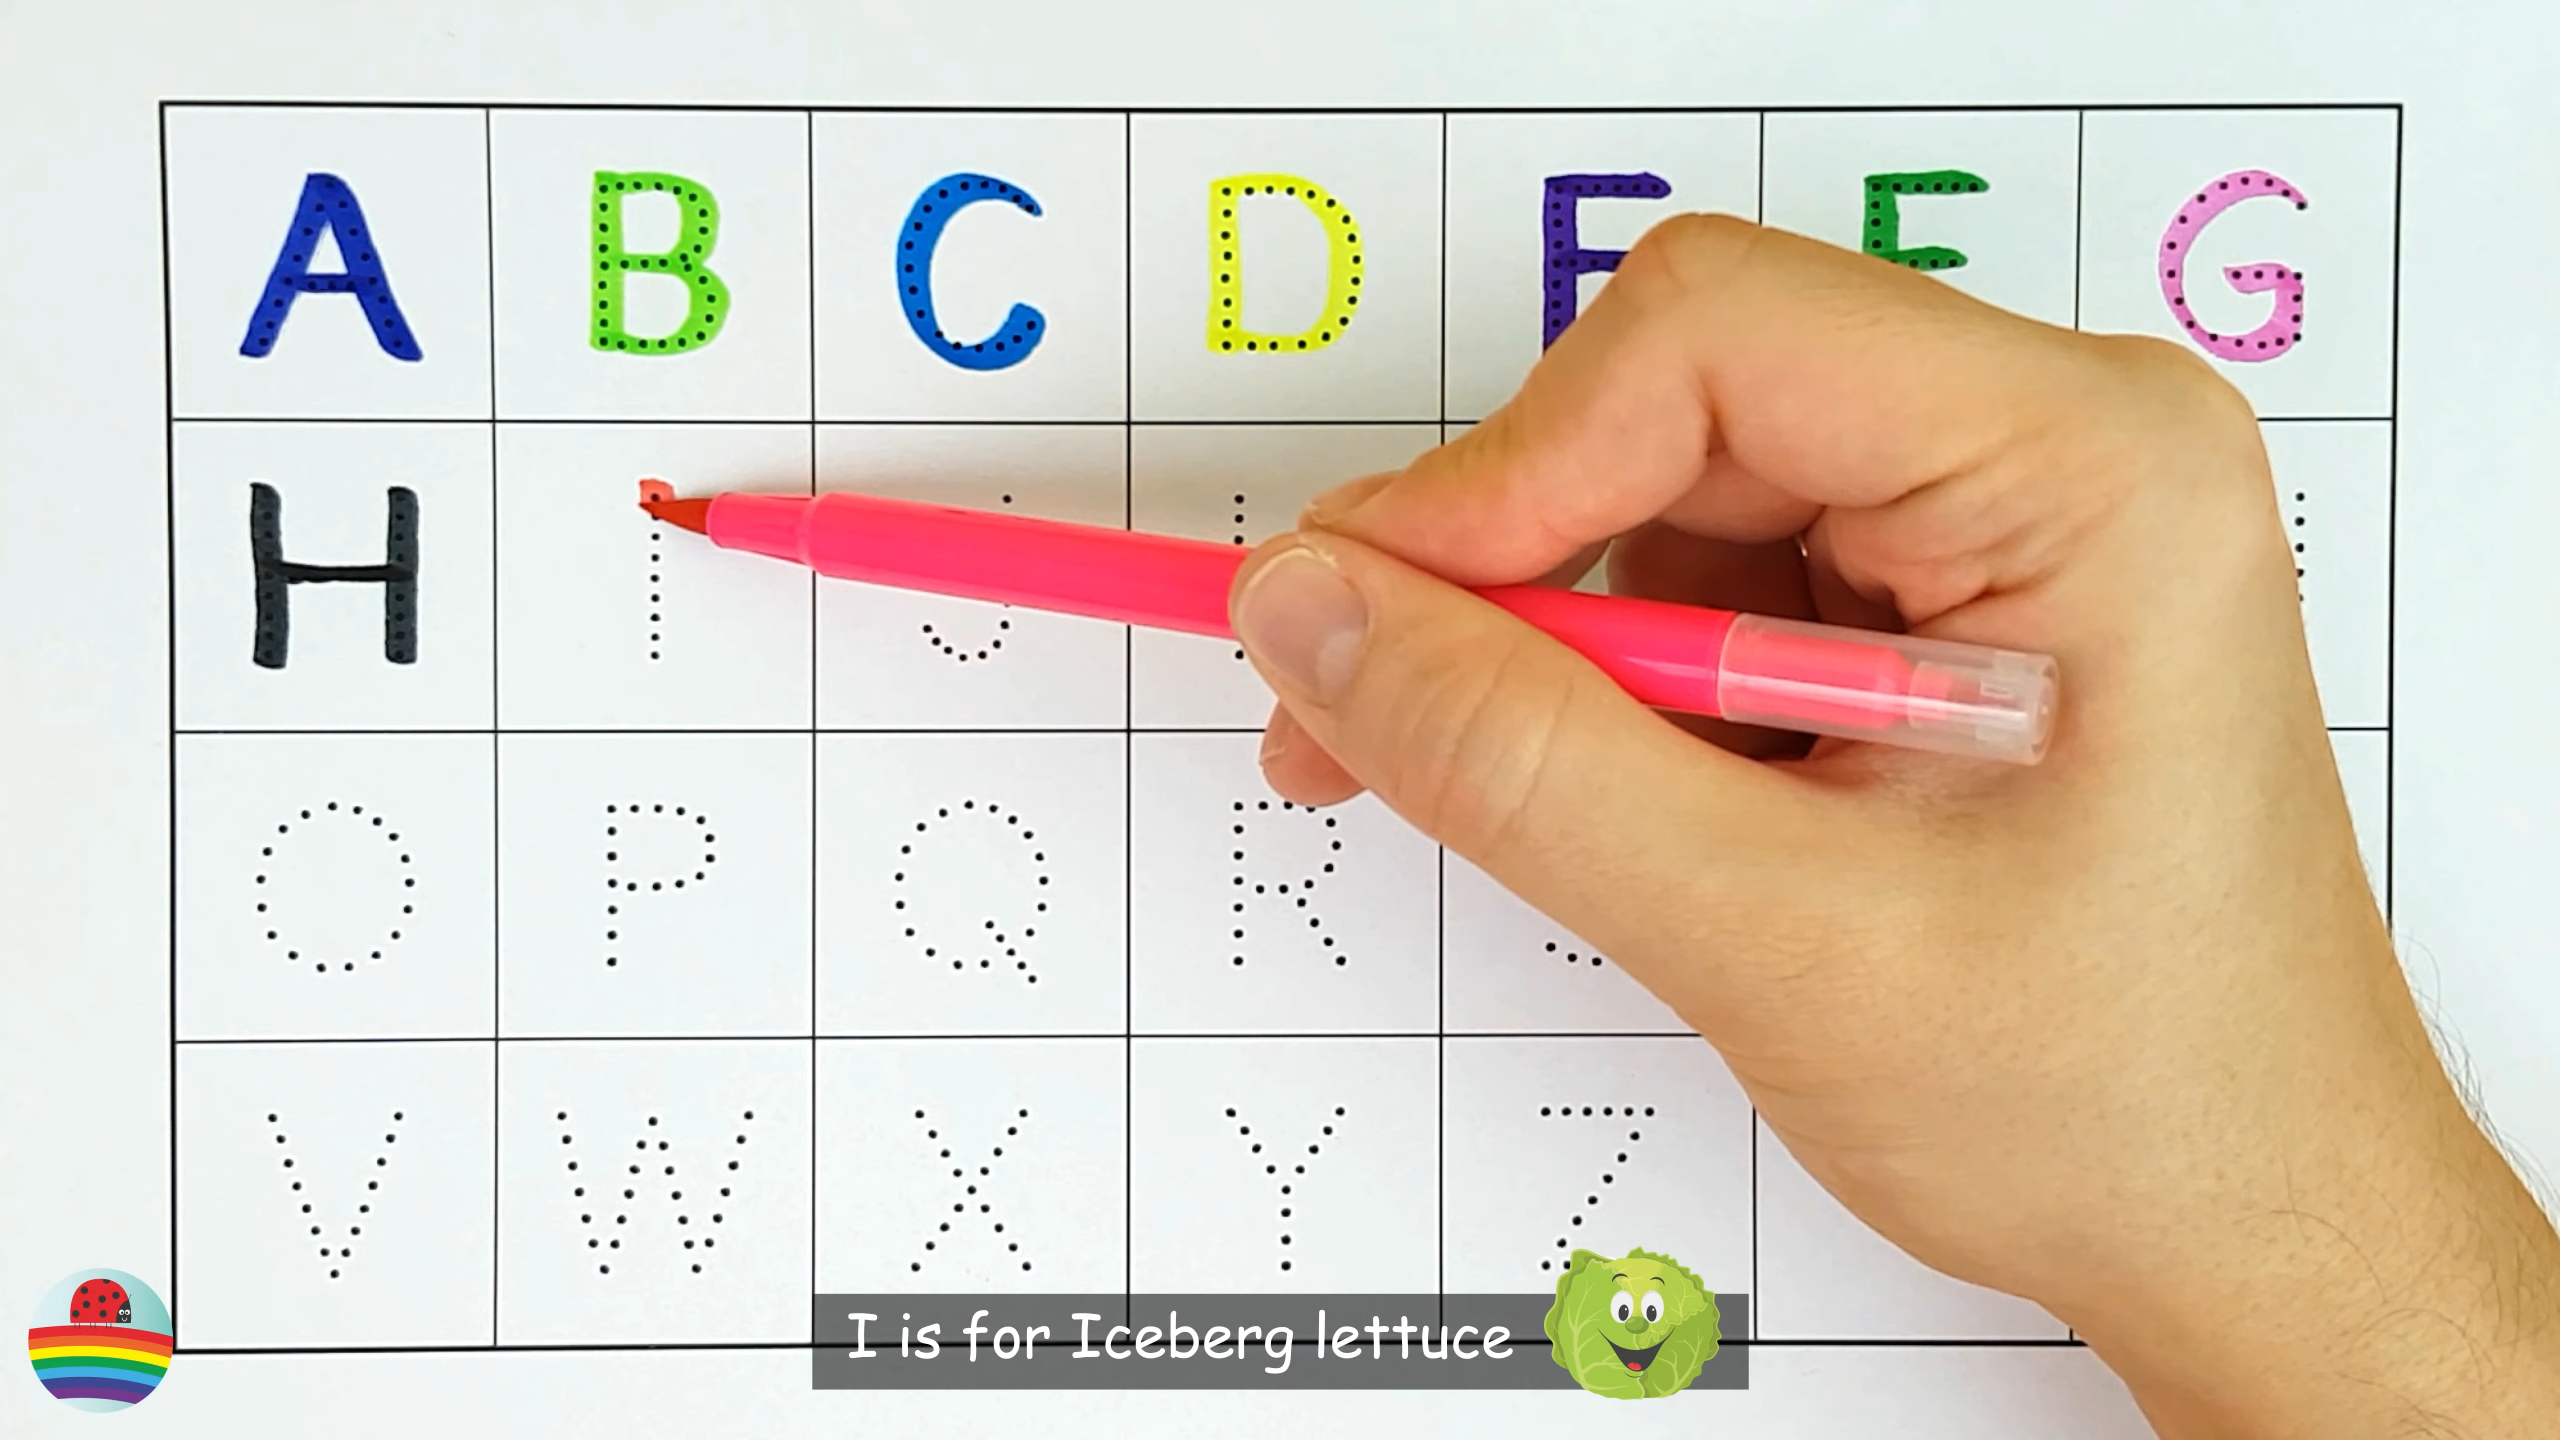 A B C D E F G
H I J
O P Q R
V W X Y Z
I is for Iceberg lettuce